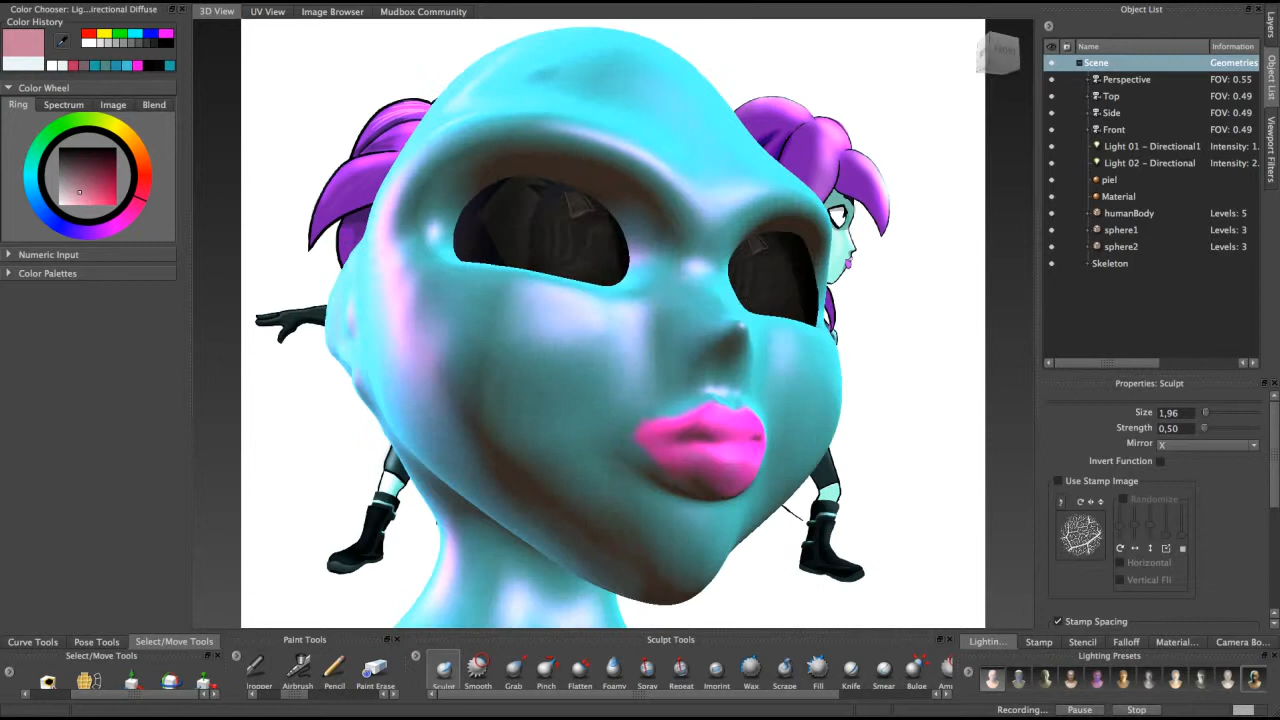 Color Chooser: Lig...irectional Diffuse
Color History
Color Wheel
Ring Spectrum Image Blend
Numeric Input
Color Palettes
3D View UV View Image Browser Mudbox Community
FRONT
Object List
Name Information
Scene Geometries
Perspective FOV: 0.55
Top FOV: 0.49
Side FOV: 0.49
Front FOV: 0.49
Light 01 - Directional1 Intensity: 1.
Light 02 - Directional Intensity: 2.
piel
Material
humanBody Levels: 5
sphere1 Levels: 3
sphere2 Levels: 3
Skeleton
Layers
Object List
Viewport Filters
Properties: Sculpt
Size 1,96
Strength 0,50
Mirror X
Invert Function
Use Stamp Image
Randomize
Horizontal
Vertical Fli
Stamp Spacing
Curve Tools Pose Tools Select/Move Tools
Select/Move Tools
Paint Tools
Iropper Airbrush Pencil Paint Erase
Sculpt Tools
Sculpt Smooth Grab Pinch Flatten Foamy Spray Repeat Imprint Wax Scrape Fill Knife Smear Bulge Am
Lightin... Stamp Stencil Falloff Material... Camera Bo...
Lighting Presets
Recording... Pause Stop